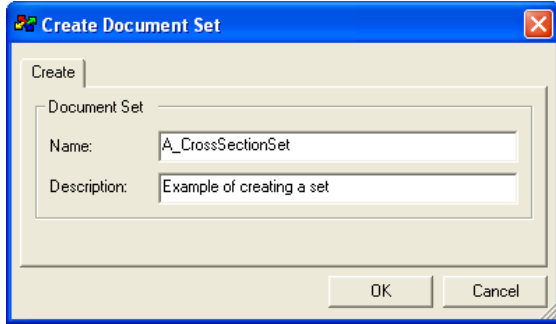 Create Document Set
Create
Document Set
Name: A_CrossSectionSet
Description: Example of creating a set
OK Cancel